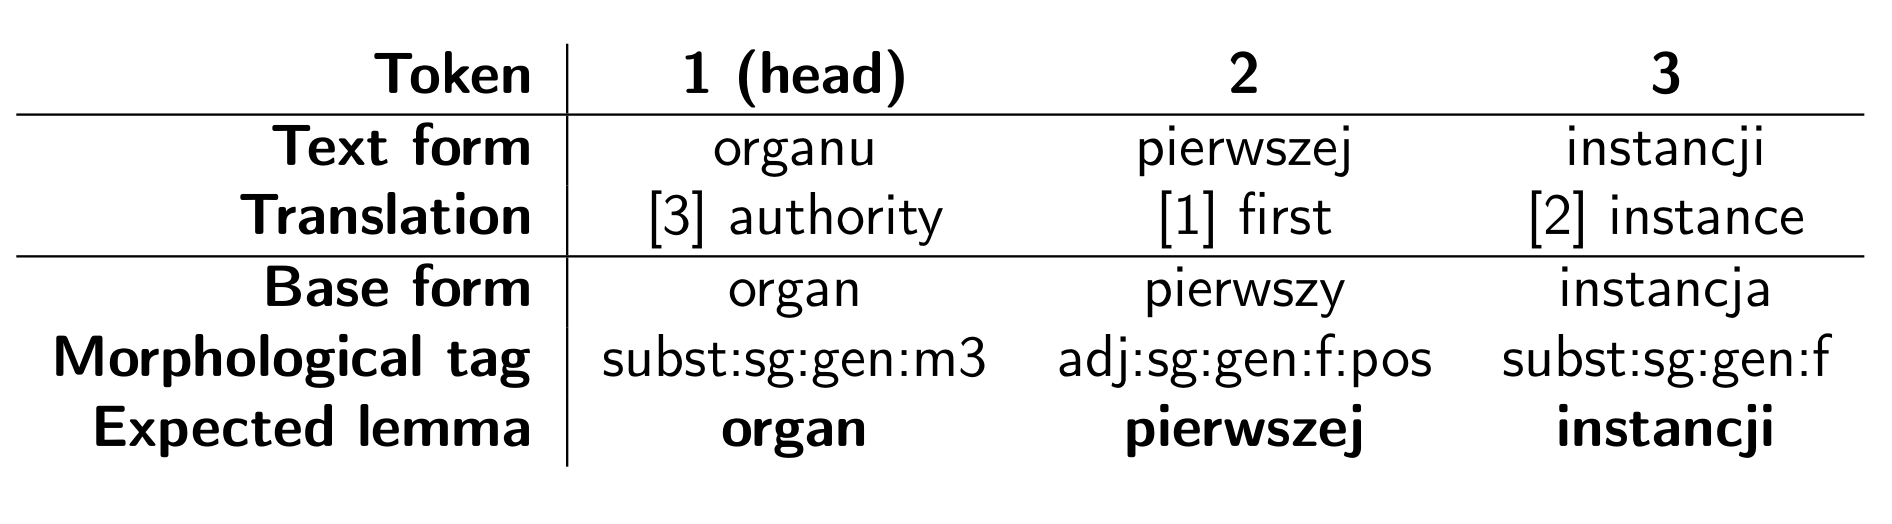 Token 1 (head) 2 3
Text form organu pierwszej instancji
Translation [3] authority [1] first [2] instance
Base form organ pierwszy instancja
Morphological tag subst:sg:gen:m3 adj:sg:gen:f:pos subst:sg:gen:f
Expected lemma organ pierwszej instancji